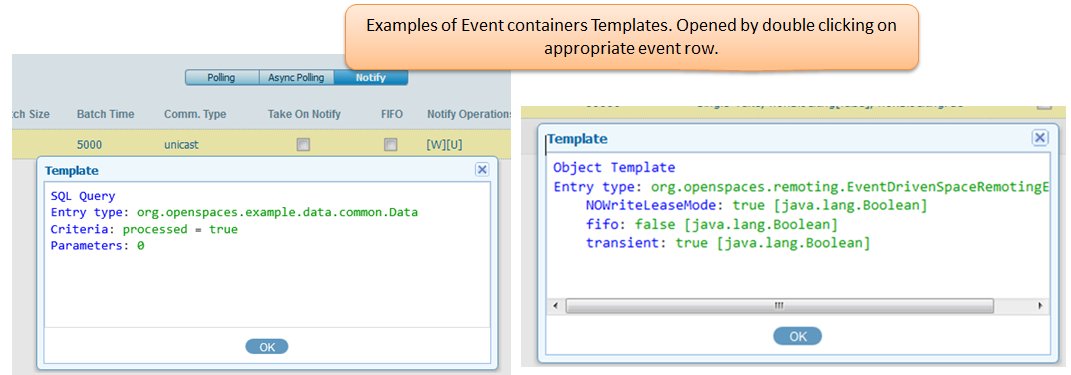 Examples of Event containers Templates. Opened by double clicking on
appropriate event row.
Polling Async Polling Notify
ch Size Batch Time Comm. Type Take On Notify FIFO Notify Operation
5000 unicast [W][U]
Template
SQL Query
Entry type: org.openspaces.example.data.common.Data
Criteria: processed = true
Parameters: 0
OK
Template
Object Template
Entry type: org.openspaces.remoting.EventDrivenSpaceRemotingE
NOWriteLeaseMode: true [java.lang.Boolean]
fifo: false [java.lang.Boolean]
transient: true [java.lang.Boolean]
OK